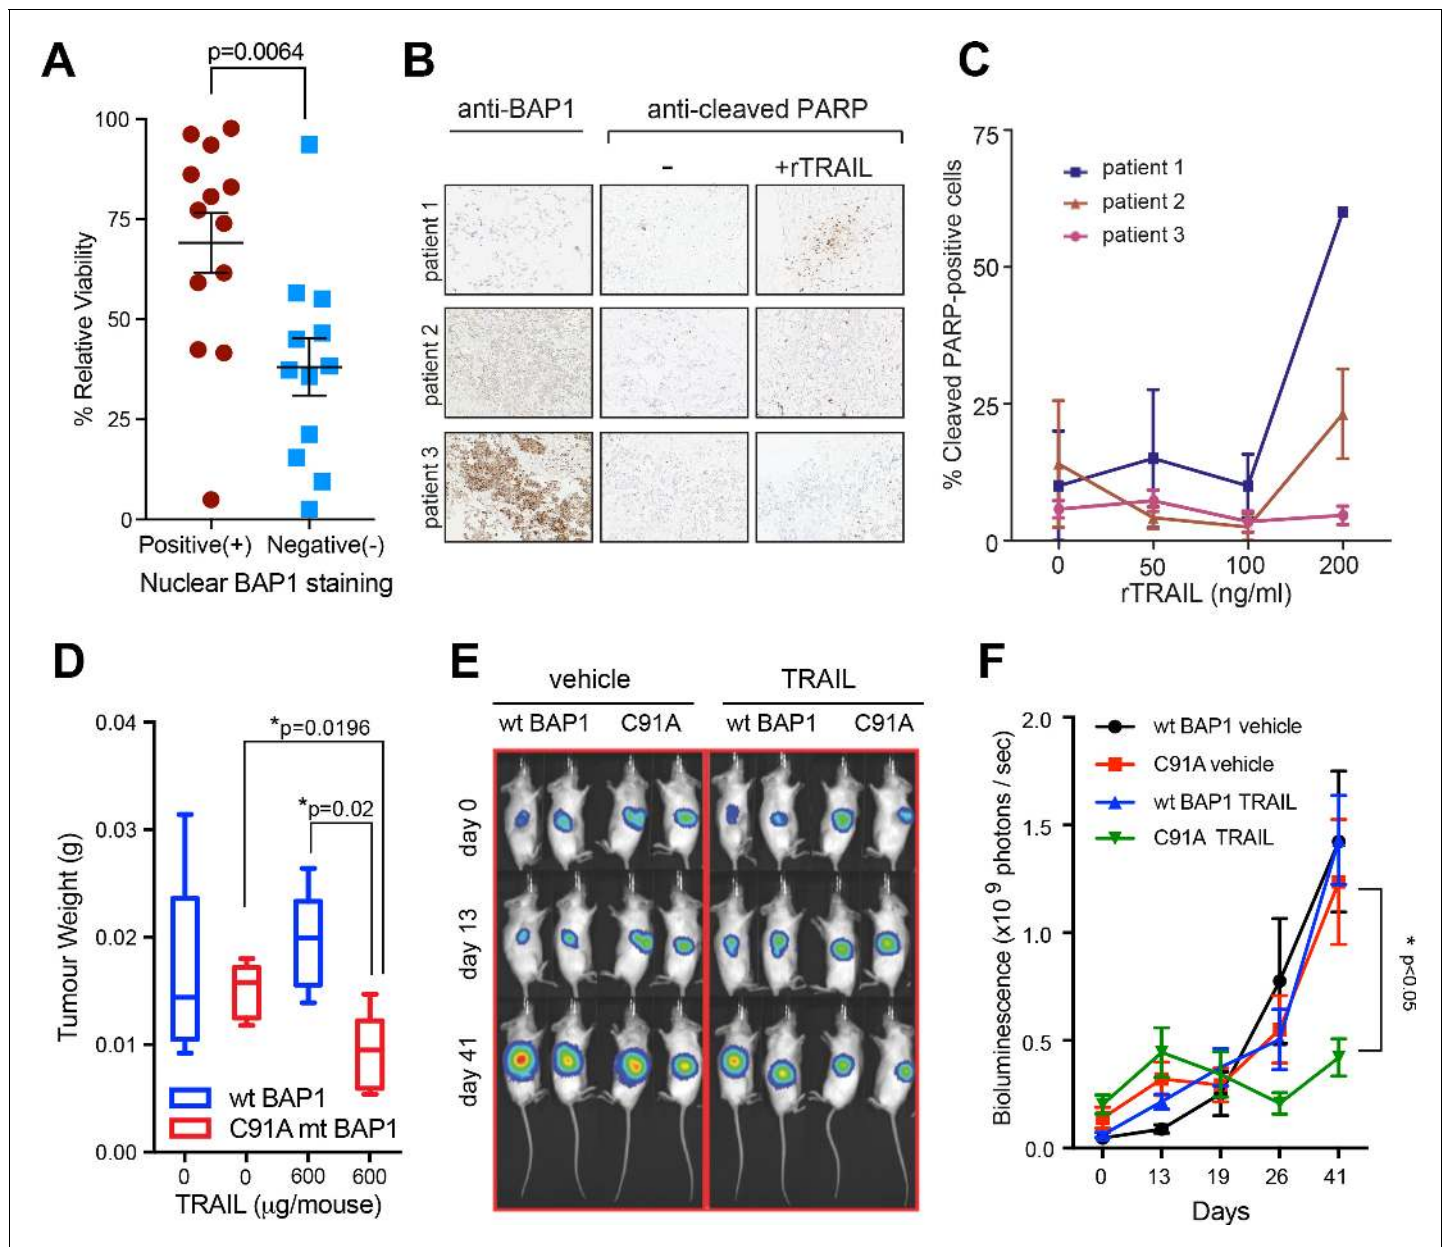 A
p=0.0064
100
75
50
25
0
% Relative Viability
Positive(+) Negative(-)
Nuclear BAP1 staining
B
anti-BAP1 anti-cleaved PARP
- +rTRAIL
patient 1
patient 2
patient 3
C
75
50
25
0
% Cleaved PARP-positive cells
patient 1
patient 2
patient 3
0 50 100 200
rTRAIL (ng/ml)
D
0.04
0.03
0.02
0.01
0.00
Tumour Weight (g)
*p=0.0196
*p=0.02
wt BAP1
C91A mt BAP1
0 0 600 600
TRAIL (µg/mouse)
E
vehicle TRAIL
wt BAP1 C91A wt BAP1 C91A
day 0
day 13
day 41
F
2.0
1.5
1.0
0.5
0.0
Bioluminescence (x10 9 photons / sec)
wt BAP1 vehicle
C91A vehicle
wt BAP1 TRAIL
C91A TRAIL
* p<0.05
0 13 19 26 41
Days